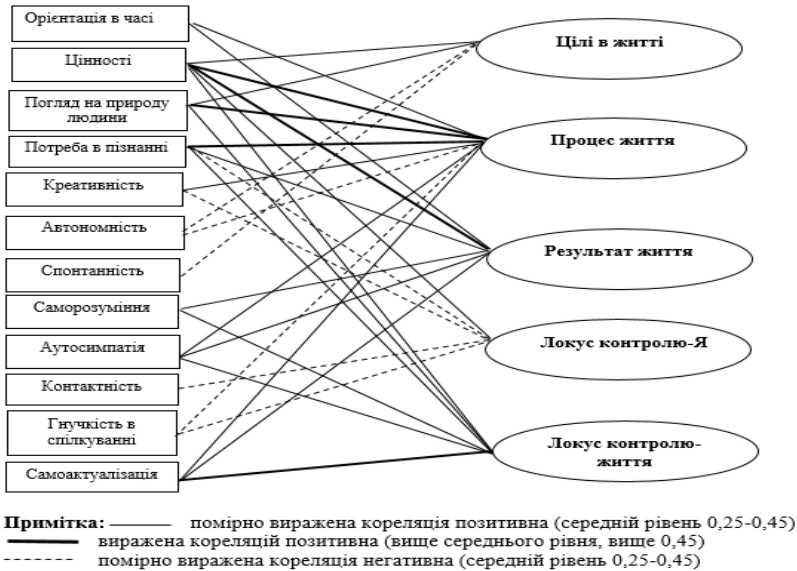 Орієнтація в часі
Цінності
Погляд на природу
людини
Потреба в пізнанні
Креативність
Автономність
Спонтанність
Саморозуміння
Аутосимпатія
Контактність
Гнучкість в
спілкуванні
Самоактуалізація
Цілі в житті
Процес життя
Результат життя
Локус контролю-Я
Локус контролю-
життя
Примітка: помірно виражена кореляція позитивна (середній рівень 0,25-0,45)
виражена кореляцій позитивна (вище середнього рівня, вище 0,45)
помірно виражена кореляція негативна (середній рівень 0,25-0,45)